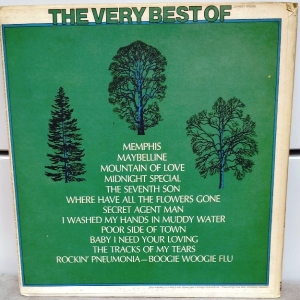 THE VERY BEST OF
MEMPHIS
MAYBELLINE
MOUNTAIN OF LOVE
MIDNIGHT SPECIAL
THE SEVENTH SON
WHERE HAVE ALL THE FLOWERS GONE
SECRET AGENT MAN
I WASHED MY HANDS IN MUDDY WATER
POOR SIDE OF TOWN
BABY I NEED YOUR LOVING
THE TRACKS OF MY TEARS
ROCKIN' PNEUMONIA—BOOGIE WOOGIE FLU